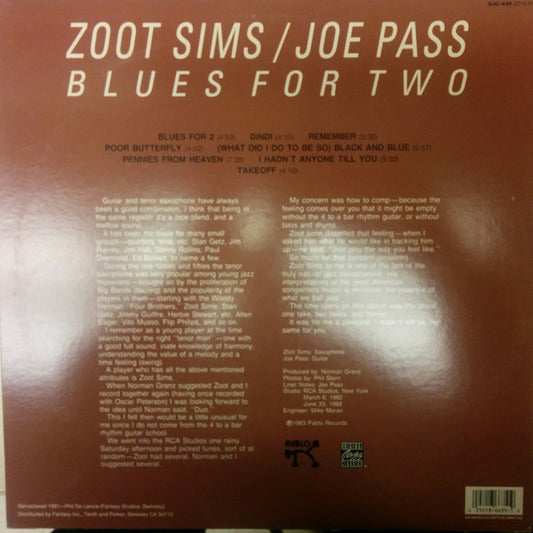 OJC-635
ZOOT SIMS / JOE PASS
BLUES FOR TWO
BLUES FOR 2 (4:53) DINDI (4:15) REMEMBER (5:30)
POOR BUTTERFLY (4:52) (WHAT DID I DO TO BE SO) BLACK AND BLUE
PENNIES FROM HEAVEN (7:20) I HADN'T ANYONE TILL YOU (5:50)
TAKEOFF (4:10)
Guitar and tenor saxophone have always
been a good combination. I think that being in
the same register it's a nice blend, and a
mellow sound.
It has been the basis for many small
groups—quartets, trios, etc. Stan Getz, Jim
Rainey, Jim Hall, Sonny Rollins, Paul
Desmond, Ed Bickert, to name a few.
During the late forties and fifties the tenor
saxophone was very popular among young jazz
musicians—brought on by the proliferation of
Big Bands (touring) and the popularity of the
players in them—starting with the Woody
Herman "Four Brothers," Zoot Sims, Stan
Getz, Jimmy Guiffre, Herbie Stewart, etc. Allen
Eager, Vito Musso, Flip Philips, and so on.
I remember as a young player at the time
searching for the right "tenor man"—one with
a good full sound, inate knowledge of harmony,
understanding the value of a melody and a
time feeling (swing).
A player who has all the above mentioned
attributes is Zoot Sims.
When Norman Granz suggested Zoot and I
record together again (having once recorded
with Oscar Peterson) I was looking forward to
the idea until Norman said, "Duo."
This I felt then would be a little unusual for
me since I do not come from the 4 to a bar
rhythm guitar school.
We went into the RCA Studios one rainy
Saturday afternoon and picked tunes, sort of at
random—Zoot had several, Norman and I
suggested several.
My concern was how to comp—because the
feeling comes over you that it might be empty
without the 4 to a bar rhythm guitar, or without
bass and drums.
Zoot soon dispelled that feeling—when I
asked him what he would like in backing him
up—he said, "Just play the way you feel like."
So much for that concern (problem).
Zoot Sims to me is one of the last of the
truly natural jazz saxophonists. His
interpretations of the great American
songwriters' music is enormous, the essence of
what we call jazz.
The time spent on this album was the usual
one take, two takes, and home!
It was for me a pleasure. I hope it will be the
same for you.
Zoot Sims: Saxophone
Joe Pass: Guitar
Produced by: Norman Granz
Photos by: Phil Stern
Liner Notes: Joe Pass
Studio: RCA Studios, New York
March 6, 1982
June 23, 1982
Engineer: Mike Moran
©1983 Pablo Records
PABLO
ORIGINAL
JAZZ
CLASSICS
Remastered 1991—Phil De Lancie (Fantasy Studios, Berkeley)
Distributed by Fantasy Inc., Tenth and Parker, Berkeley CA 94710